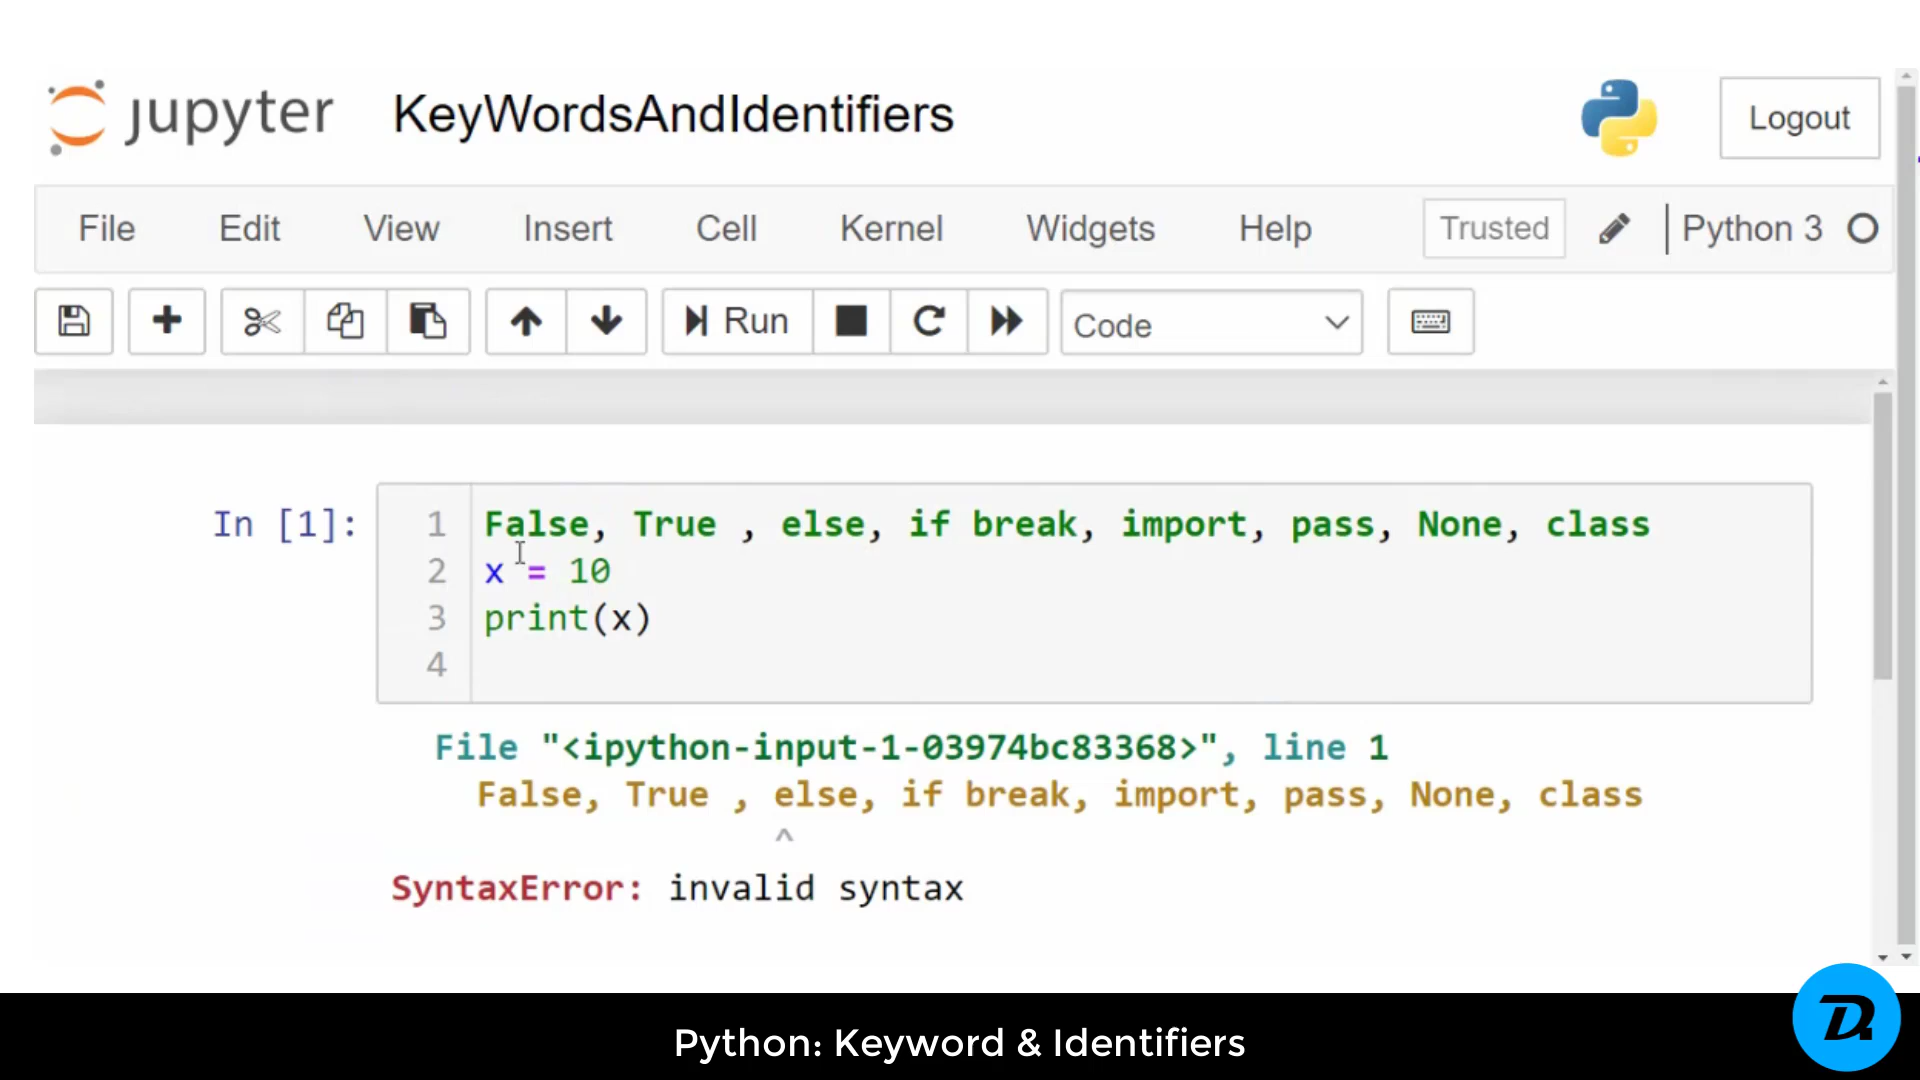 jupyter KeyWordsAndIdentifiers Logout
File Edit View Insert Cell Kernel Widgets Help Trusted Python 3
Run Code
In [1]:
1 False, True , else, if break, import, pass, None, class
2 x = 10
3 print(x)
4
File "<ipython-input-1-03974bc83368>", line 1
False, True , else, if break, import, pass, None, class
^
SyntaxError: invalid syntax
Python: Keyword & Identifiers